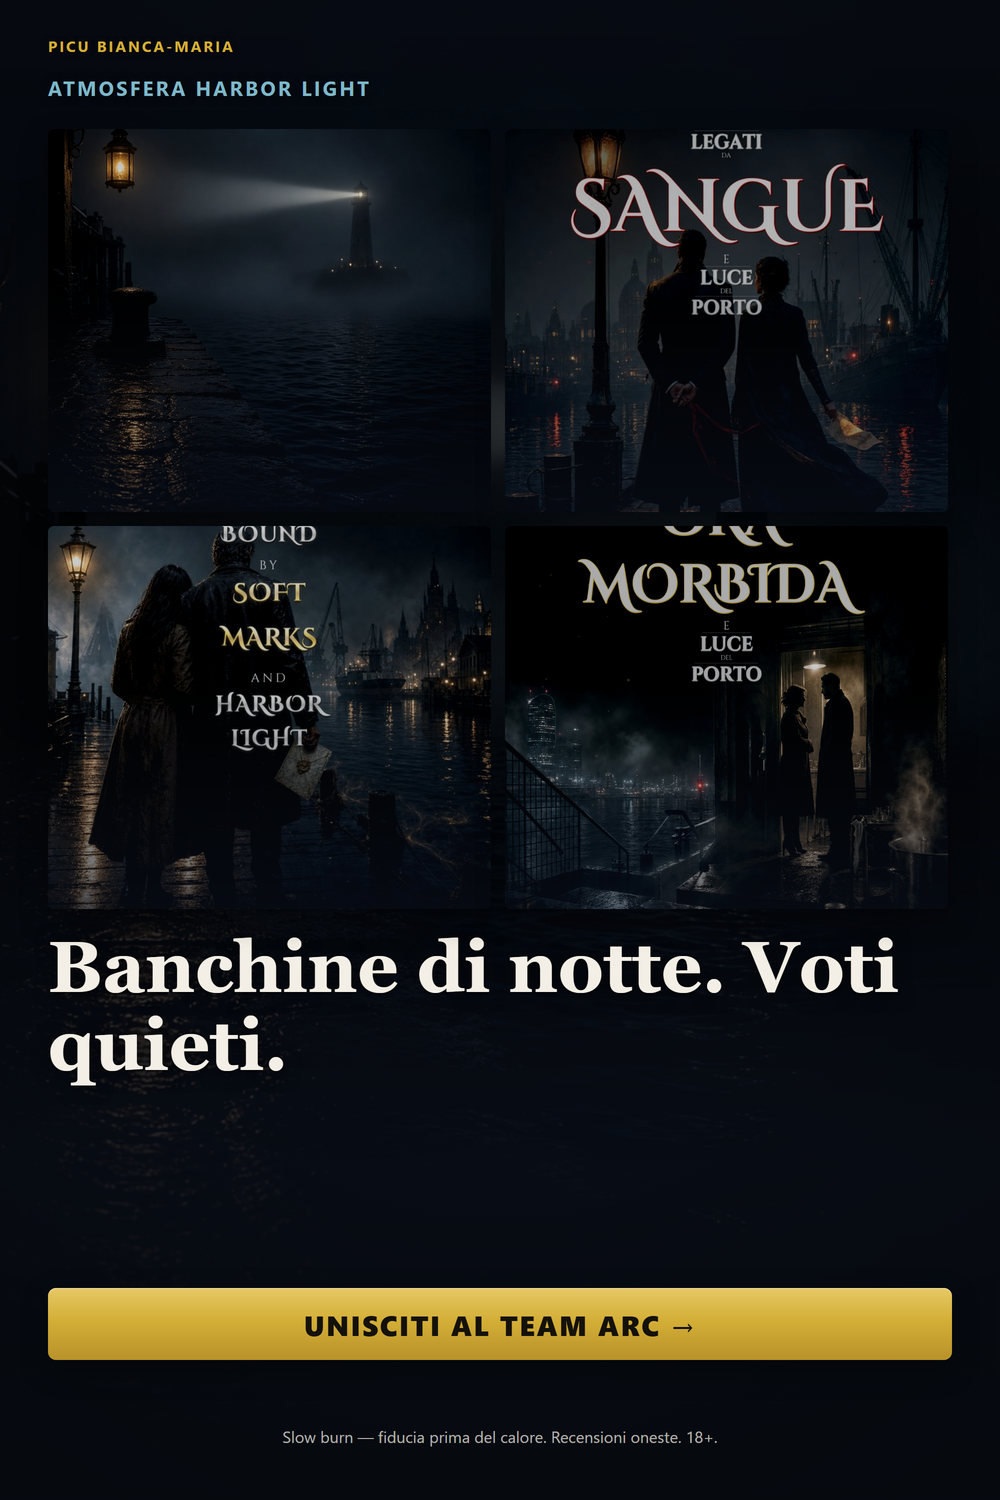 PICU BIANCA-MARIA
ATMOSFERA HARBOR LIGHT
LEGATI
DA
SANGUE
E
LUCE
DEL
PORTO
BOUND
BY
SOFT
MARKS
AND
HARBOR
LIGHT
ORA
MORBIDA
E
LUCE
DEL
PORTO
Banchine di notte. Voti
quieti.
UNISCITI AL TEAM ARC →
Slow burn — fiducia prima del calore. Recensioni oneste. 18+.